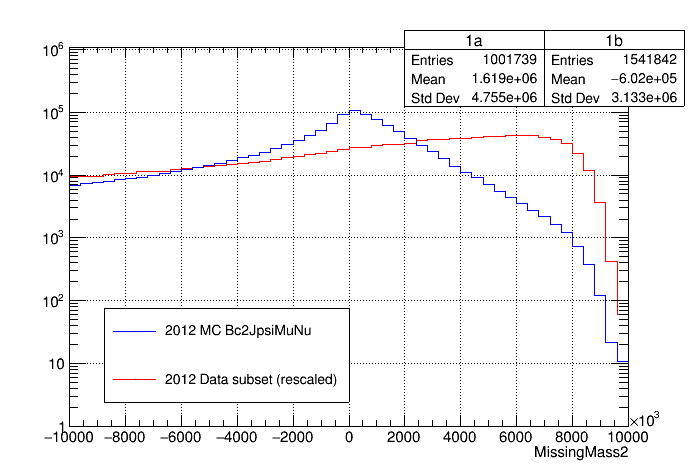 1a 1b
Entries 1001739 Entries 1541842
Mean 1.619e+06 Mean −6.02e+05
Std Dev 4.755e+06 Std Dev 3.133e+06
10^6
10^5
10^4
10^3
10^2
10
1
2012 MC Bc2JpsiMuNu
2012 Data subset (rescaled)
−10000 −8000 −6000 −4000 −2000 0 2000 4000 6000 8000 10000
×10^3
MissingMass2